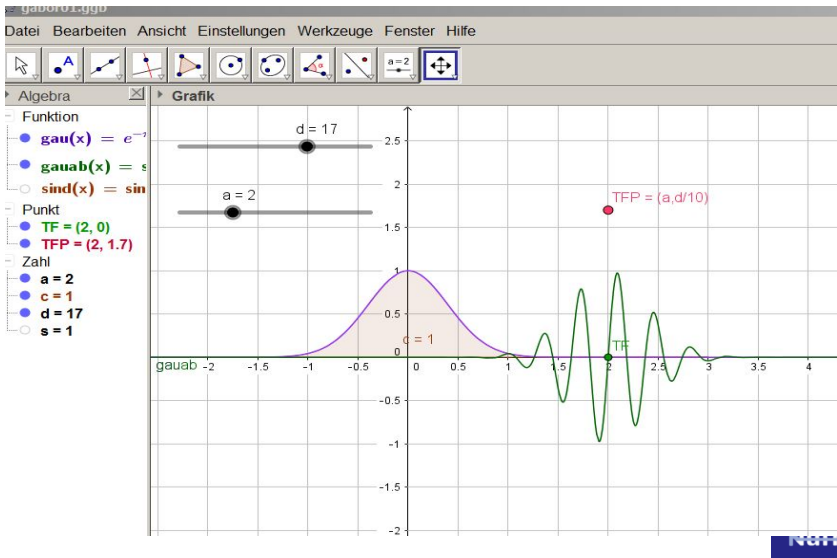 gabor01.ggb
Datei Bearbeiten Ansicht Einstellungen Werkzeuge Fenster Hilfe
A
a=2
Algebra
Grafik
Funktion
gau(x) = e⁻
gauab(x) = s
sind(x) = sin
Punkt
TF = (2, 0)
TFP = (2, 1.7)
Zahl
a = 2
c = 1
d = 17
s = 1
d = 17
a = 2
TFP = (a,d/10)
c = 1
TF
gauab
2.5
2
1.5
1
0.5
0
-0.5
-1
-1.5
-2
-2 -1.5 -1 -0.5 0 0.5 1 1.5 2 2.5 3 3.5 4